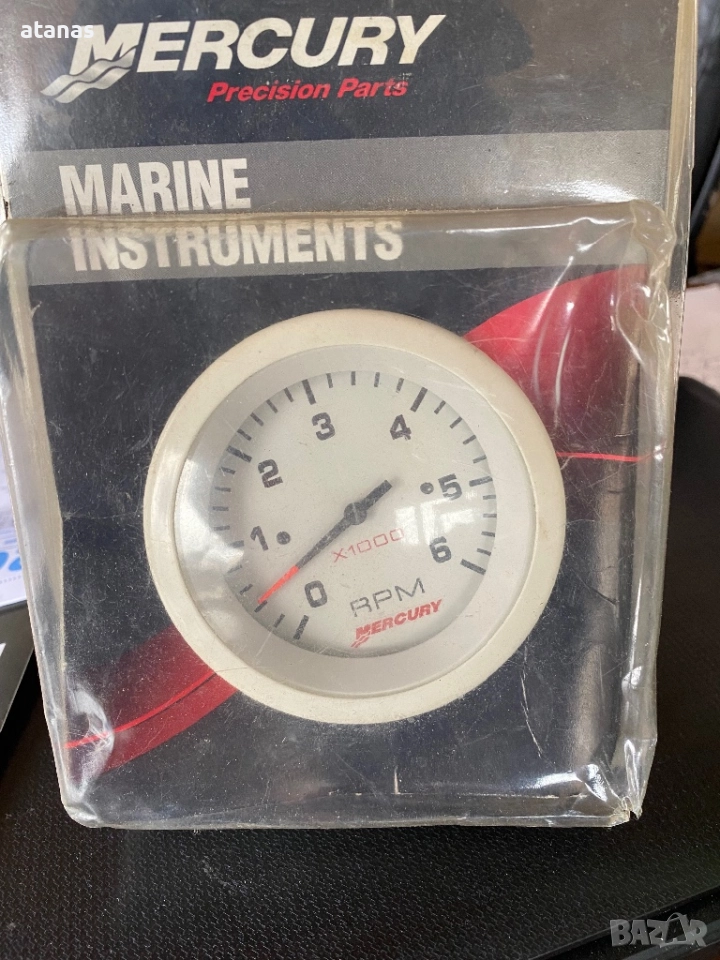 atanas
MERCURY
Precision Parts
MARINE
INSTRUMENTS
3
4
2
5
1
X1000
6
0
RPM
MERCURY
BAZAR